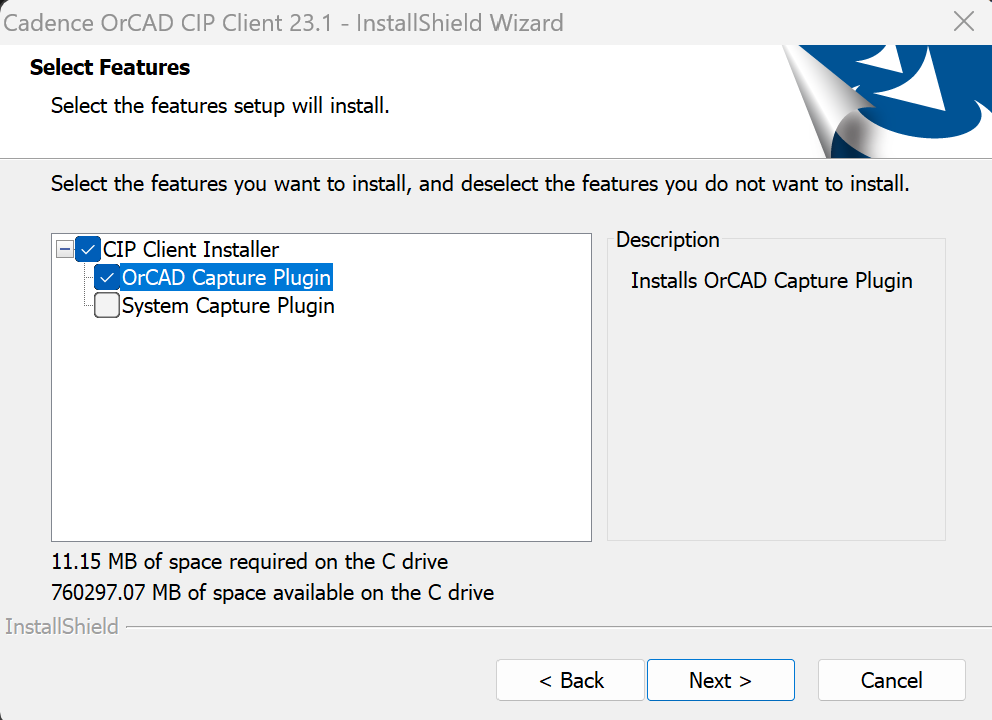 Cadence OrCAD CIP Client 23.1 - InstallShield Wizard
Select Features
Select the features setup will install.
Select the features you want to install, and deselect the features you do not want to install.
CIP Client Installer
OrCAD Capture Plugin
System Capture Plugin
Description
Installs OrCAD Capture Plugin
11.15 MB of space required on the C drive
760297.07 MB of space available on the C drive
InstallShield
< Back
Next >
Cancel